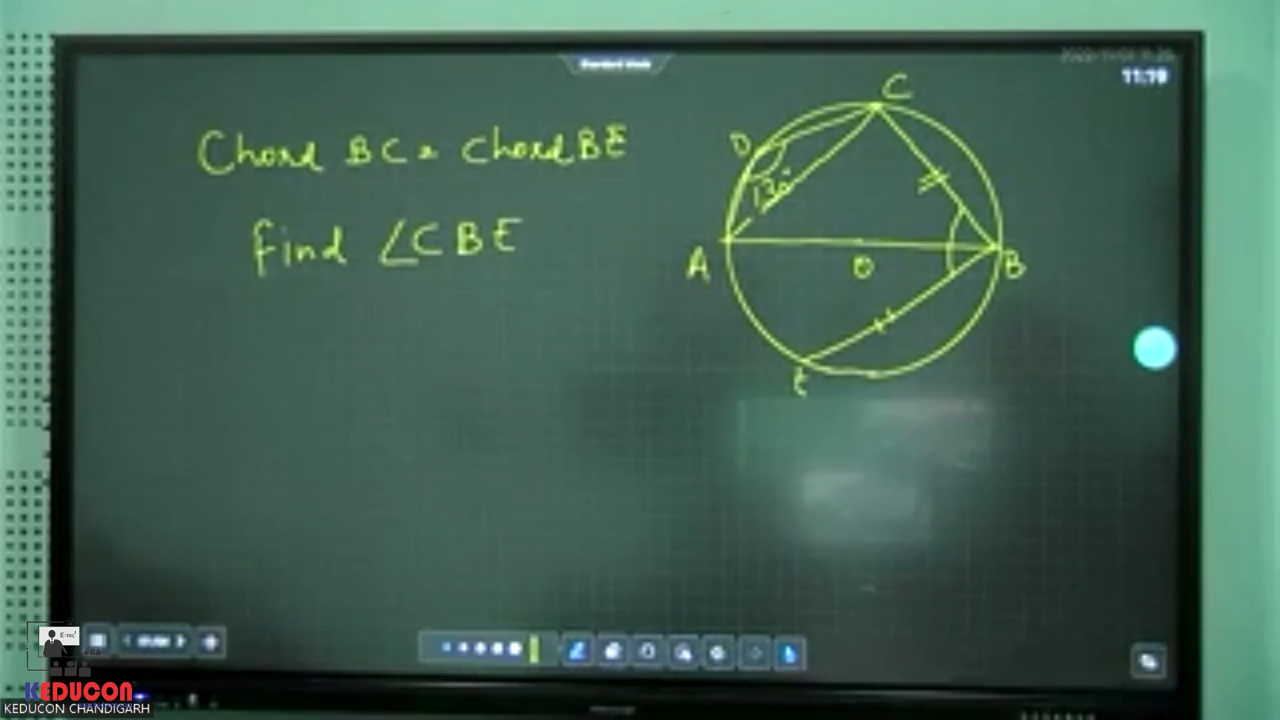 11:19
Chord BC = Chord BE
find ∠CBE
C
D
130°
A
O
B
E
KEDUCON
KEDUCON CHANDIGARH